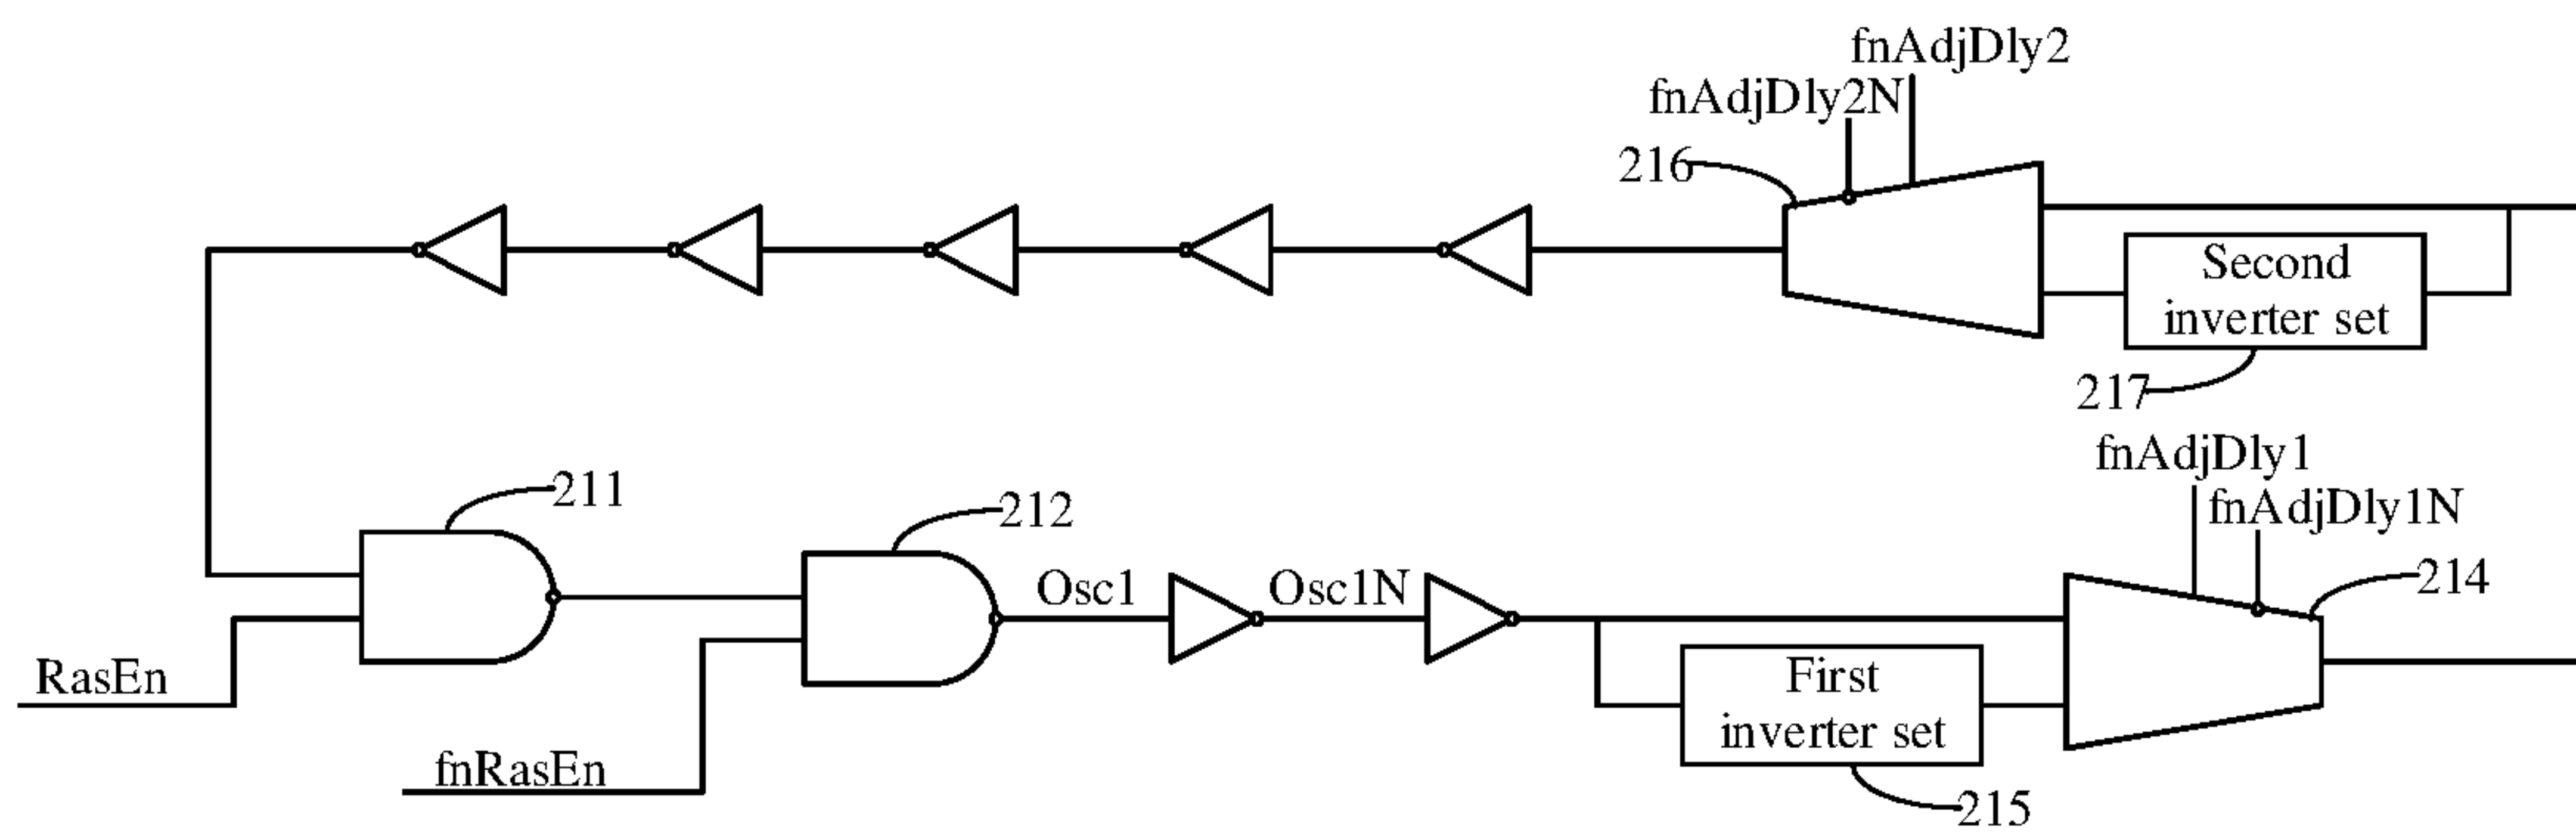 fnAdjDly2
fnAdjDly2N
216
Second
inverter set
217
fnAdjDly1
fnAdjDly1N
211
212
214
Osc1
Osc1N
RasEn
First
inverter set
fnRasEn
215